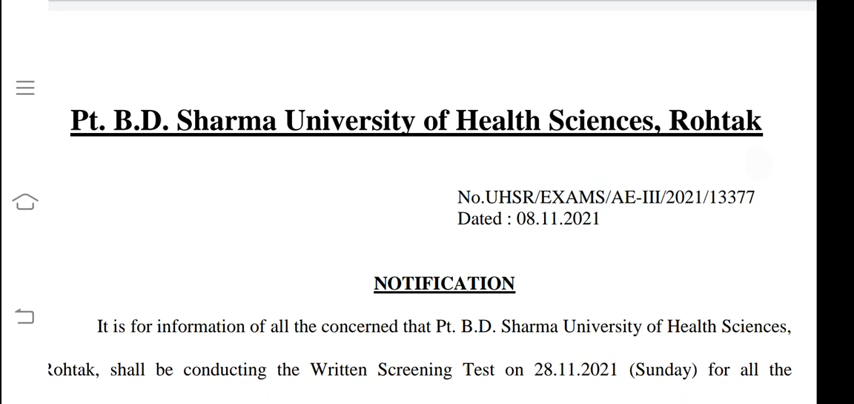 Pt. B.D. Sharma University of Health Sciences, Rohtak
No.UHSR/EXAMS/AE-III/2021/13377
Dated : 08.11.2021
NOTIFICATION
It is for information of all the concerned that Pt. B.D. Sharma University of Health Sciences,
Rohtak, shall be conducting the Written Screening Test on 28.11.2021 (Sunday) for all the